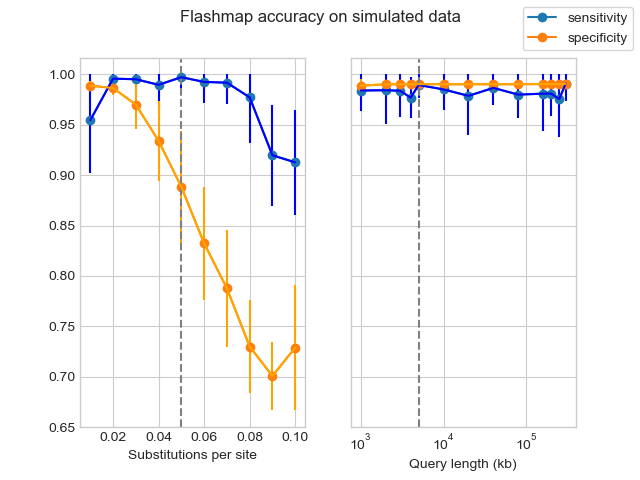 Flashmap accuracy on simulated data
sensitivity
specificity
1.00
0.95
0.90
0.85
0.80
0.75
0.70
0.65
0.02 0.04 0.06 0.08 0.10
Substitutions per site
10³ 10⁴ 10⁵
Query length (kb)